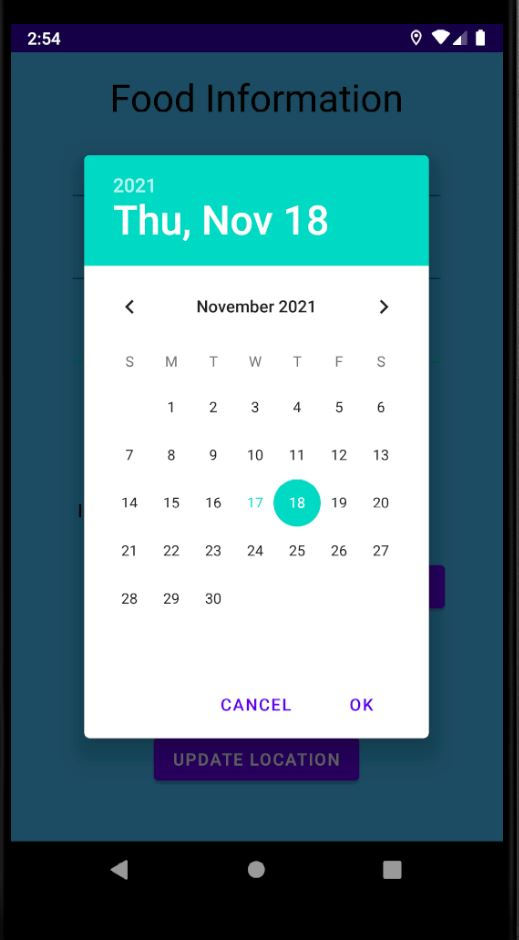 2:54
Food Information
2021
Thu, Nov 18
November 2021
S M T W T F S
1 2 3 4 5 6
7 8 9 10 11 12 13
14 15 16 17 18 19 20
21 22 23 24 25 26 27
28 29 30
CANCEL OK
UPDATE LOCATION